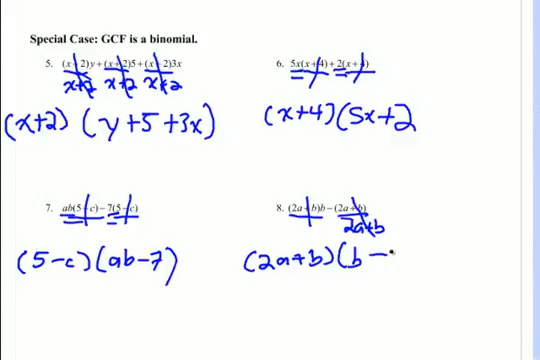 Special Case: GCF is a binomial.
5. (x+2)y+(x+2)5+(x+2)3x
x+2 x+2 x+2
(x+2) (y+5+3x)
6. 5x(x+4)+2(x+4)
(x+4)(5x+2
7. ab(5−c)−7(5−c)
(5−c)(ab−7)
8. (2a+b)b−(2a+b)
2a+b
(2a+b)(b−